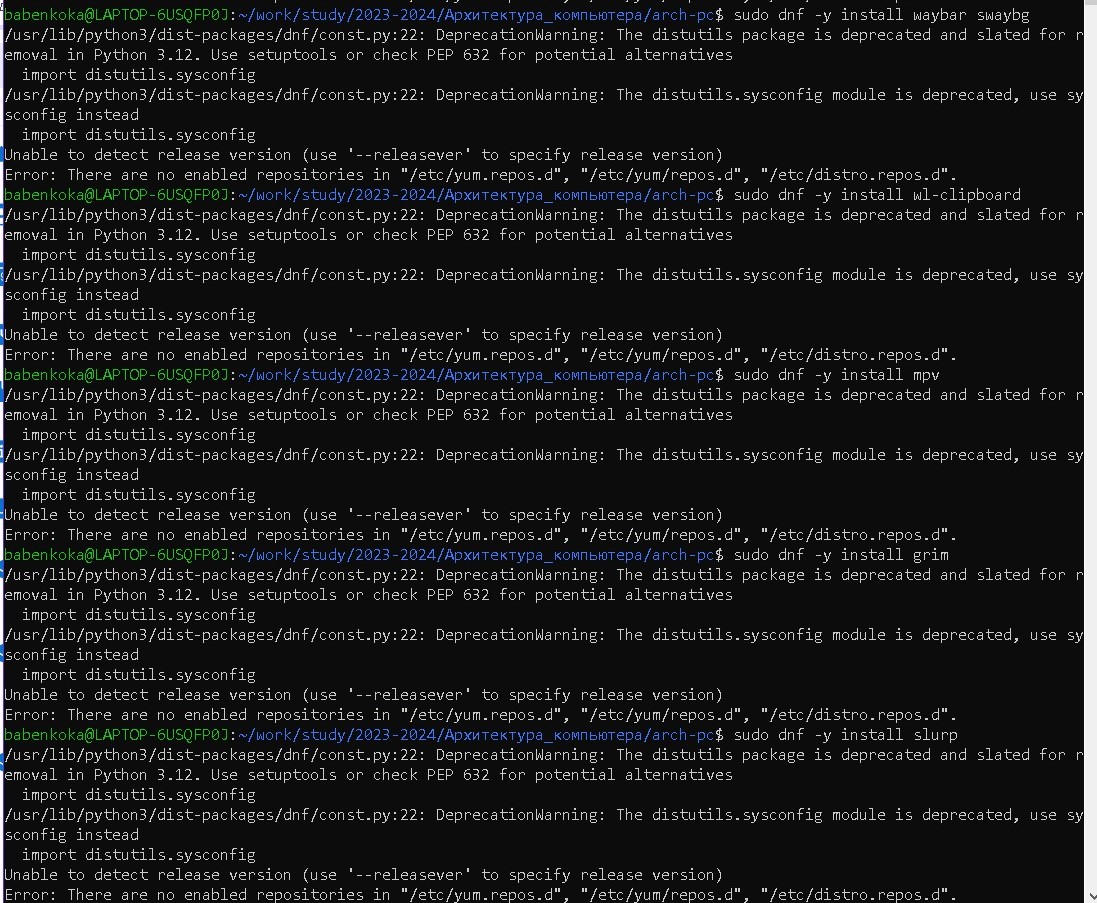 babenkoka@LAPTOP-6USQFP0J:~/work/study/2023-2024/Архитектура_компьютера/arch-pc$ sudo dnf -y install waybar swaybg
/usr/lib/python3/dist-packages/dnf/const.py:22: DeprecationWarning: The distutils package is deprecated and slated for r
emoval in Python 3.12. Use setuptools or check PEP 632 for potential alternatives
  import distutils.sysconfig
/usr/lib/python3/dist-packages/dnf/const.py:22: DeprecationWarning: The distutils.sysconfig module is deprecated, use sy
sconfig instead
  import distutils.sysconfig
Unable to detect release version (use '--releasever' to specify release version)
Error: There are no enabled repositories in "/etc/yum.repos.d", "/etc/yum/repos.d", "/etc/distro.repos.d".
babenkoka@LAPTOP-6USQFP0J:~/work/study/2023-2024/Архитектура_компьютера/arch-pc$ sudo dnf -y install wl-clipboard
/usr/lib/python3/dist-packages/dnf/const.py:22: DeprecationWarning: The distutils package is deprecated and slated for r
emoval in Python 3.12. Use setuptools or check PEP 632 for potential alternatives
  import distutils.sysconfig
/usr/lib/python3/dist-packages/dnf/const.py:22: DeprecationWarning: The distutils.sysconfig module is deprecated, use sy
sconfig instead
  import distutils.sysconfig
Unable to detect release version (use '--releasever' to specify release version)
Error: There are no enabled repositories in "/etc/yum.repos.d", "/etc/yum/repos.d", "/etc/distro.repos.d".
babenkoka@LAPTOP-6USQFP0J:~/work/study/2023-2024/Архитектура_компьютера/arch-pc$ sudo dnf -y install mpv
/usr/lib/python3/dist-packages/dnf/const.py:22: DeprecationWarning: The distutils package is deprecated and slated for r
emoval in Python 3.12. Use setuptools or check PEP 632 for potential alternatives
  import distutils.sysconfig
/usr/lib/python3/dist-packages/dnf/const.py:22: DeprecationWarning: The distutils.sysconfig module is deprecated, use sy
sconfig instead
  import distutils.sysconfig
Unable to detect release version (use '--releasever' to specify release version)
Error: There are no enabled repositories in "/etc/yum.repos.d", "/etc/yum/repos.d", "/etc/distro.repos.d".
babenkoka@LAPTOP-6USQFP0J:~/work/study/2023-2024/Архитектура_компьютера/arch-pc$ sudo dnf -y install grim
/usr/lib/python3/dist-packages/dnf/const.py:22: DeprecationWarning: The distutils package is deprecated and slated for r
emoval in Python 3.12. Use setuptools or check PEP 632 for potential alternatives
  import distutils.sysconfig
/usr/lib/python3/dist-packages/dnf/const.py:22: DeprecationWarning: The distutils.sysconfig module is deprecated, use sy
sconfig instead
  import distutils.sysconfig
Unable to detect release version (use '--releasever' to specify release version)
Error: There are no enabled repositories in "/etc/yum.repos.d", "/etc/yum/repos.d", "/etc/distro.repos.d".
babenkoka@LAPTOP-6USQFP0J:~/work/study/2023-2024/Архитектура_компьютера/arch-pc$ sudo dnf -y install slurp
/usr/lib/python3/dist-packages/dnf/const.py:22: DeprecationWarning: The distutils package is deprecated and slated for r
emoval in Python 3.12. Use setuptools or check PEP 632 for potential alternatives
  import distutils.sysconfig
/usr/lib/python3/dist-packages/dnf/const.py:22: DeprecationWarning: The distutils.sysconfig module is deprecated, use sy
sconfig instead
  import distutils.sysconfig
Unable to detect release version (use '--releasever' to specify release version)
Error: There are no enabled repositories in "/etc/yum.repos.d", "/etc/yum/repos.d", "/etc/distro.repos.d".